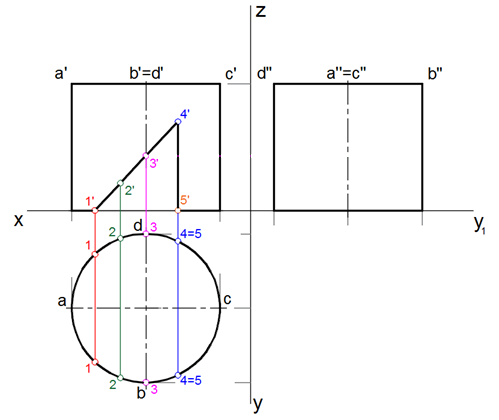 z
a' b'=d' c' d'' a''=c'' b''
4'
3'
2'
1' 5'
x y₁
d 3
2 4=5
1
a c
1 2 3 4=5
b
y